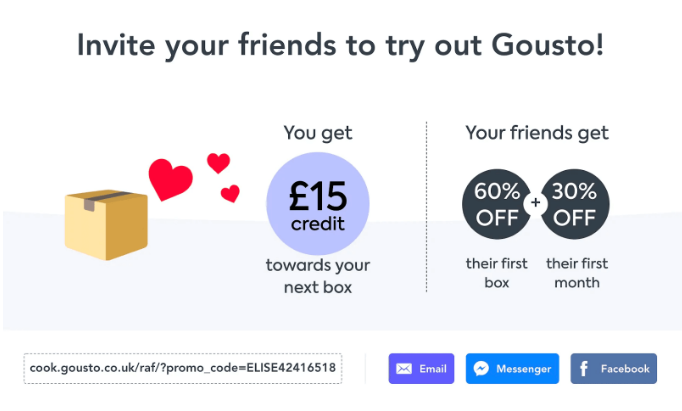 Invite your friends to try out Gousto!
You get
£15
credit
towards your
next box
Your friends get
60%
OFF
+
30%
OFF
their first
box
their first
month
cook.gousto.co.uk/raf/?promo_code=ELISE42416518
Email
Messenger
f Facebook